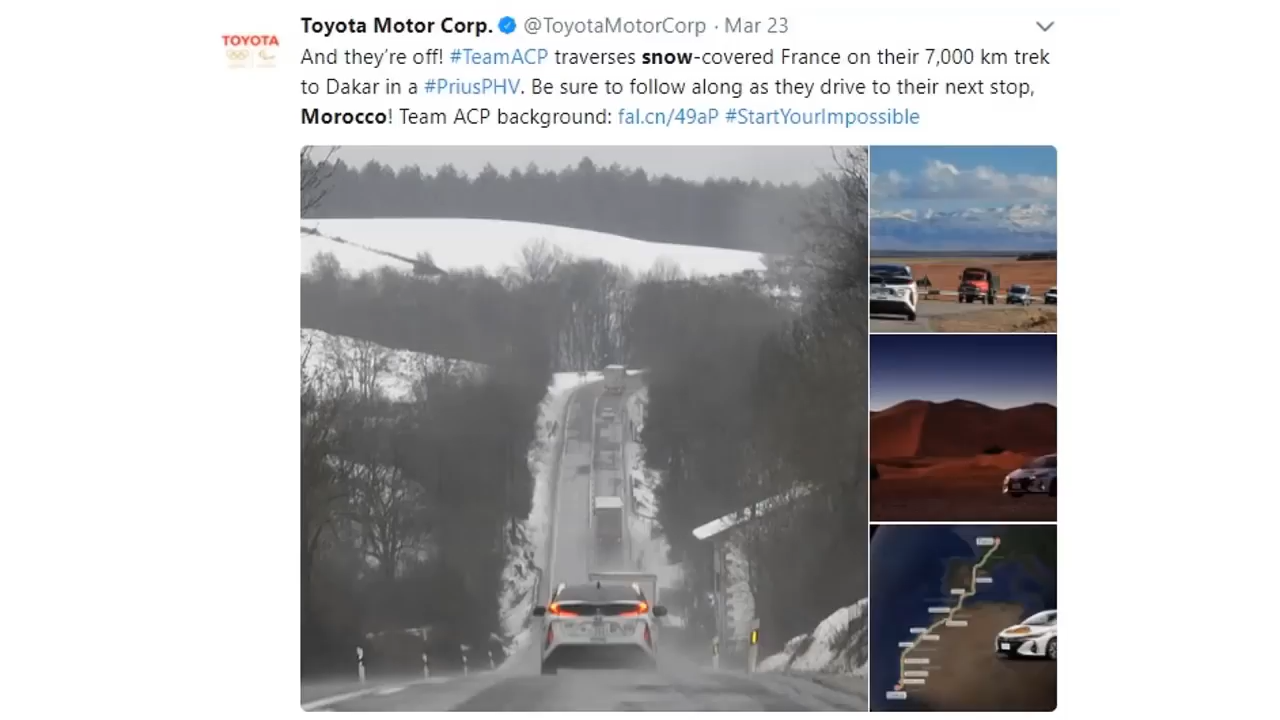 Toyota Motor Corp. @ToyotaMotorCorp · Mar 23
TOYOTA
And they’re off! #TeamACP traverses snow-covered France on their 7,000 km trek
to Dakar in a #PriusPHV. Be sure to follow along as they drive to their next stop,
Morocco! Team ACP background: fal.cn/49aP #StartYourImpossible